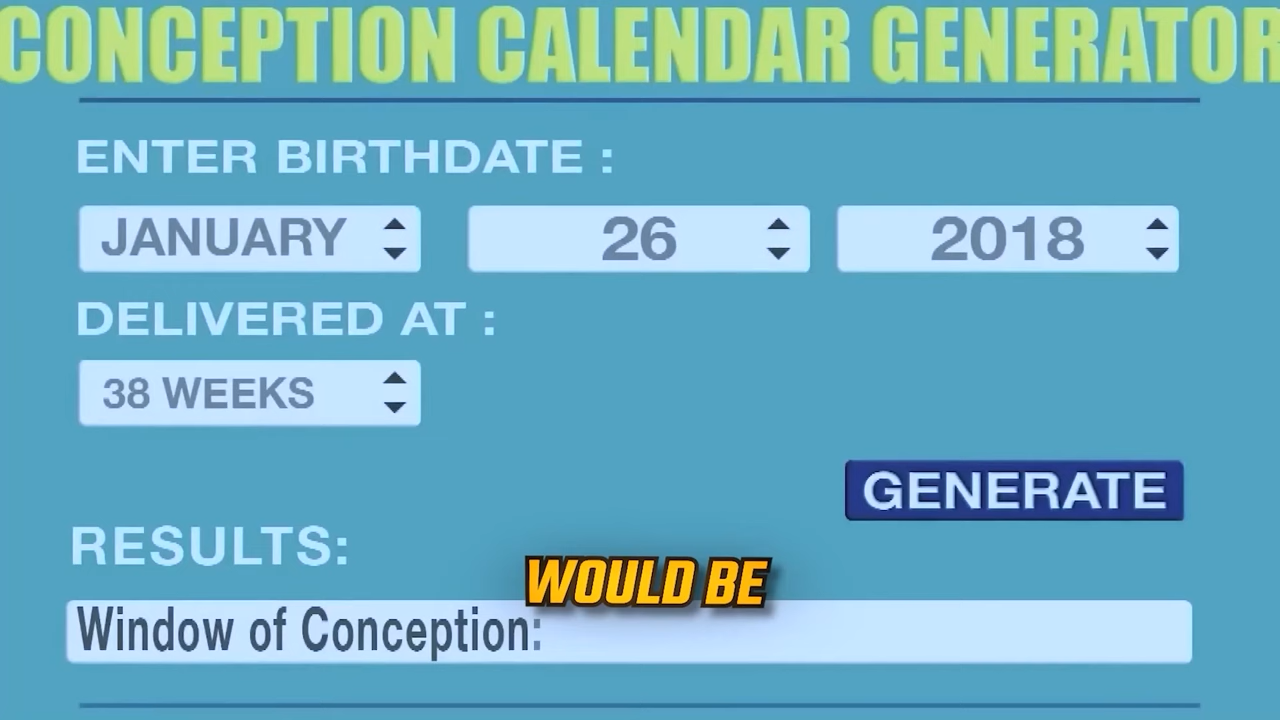 CONCEPTION CALENDAR GENERATOR
ENTER BIRTHDATE :
JANUARY 26 2018
DELIVERED AT :
38 WEEKS
GENERATE
RESULTS:
WOULD BE
Window of Conception: